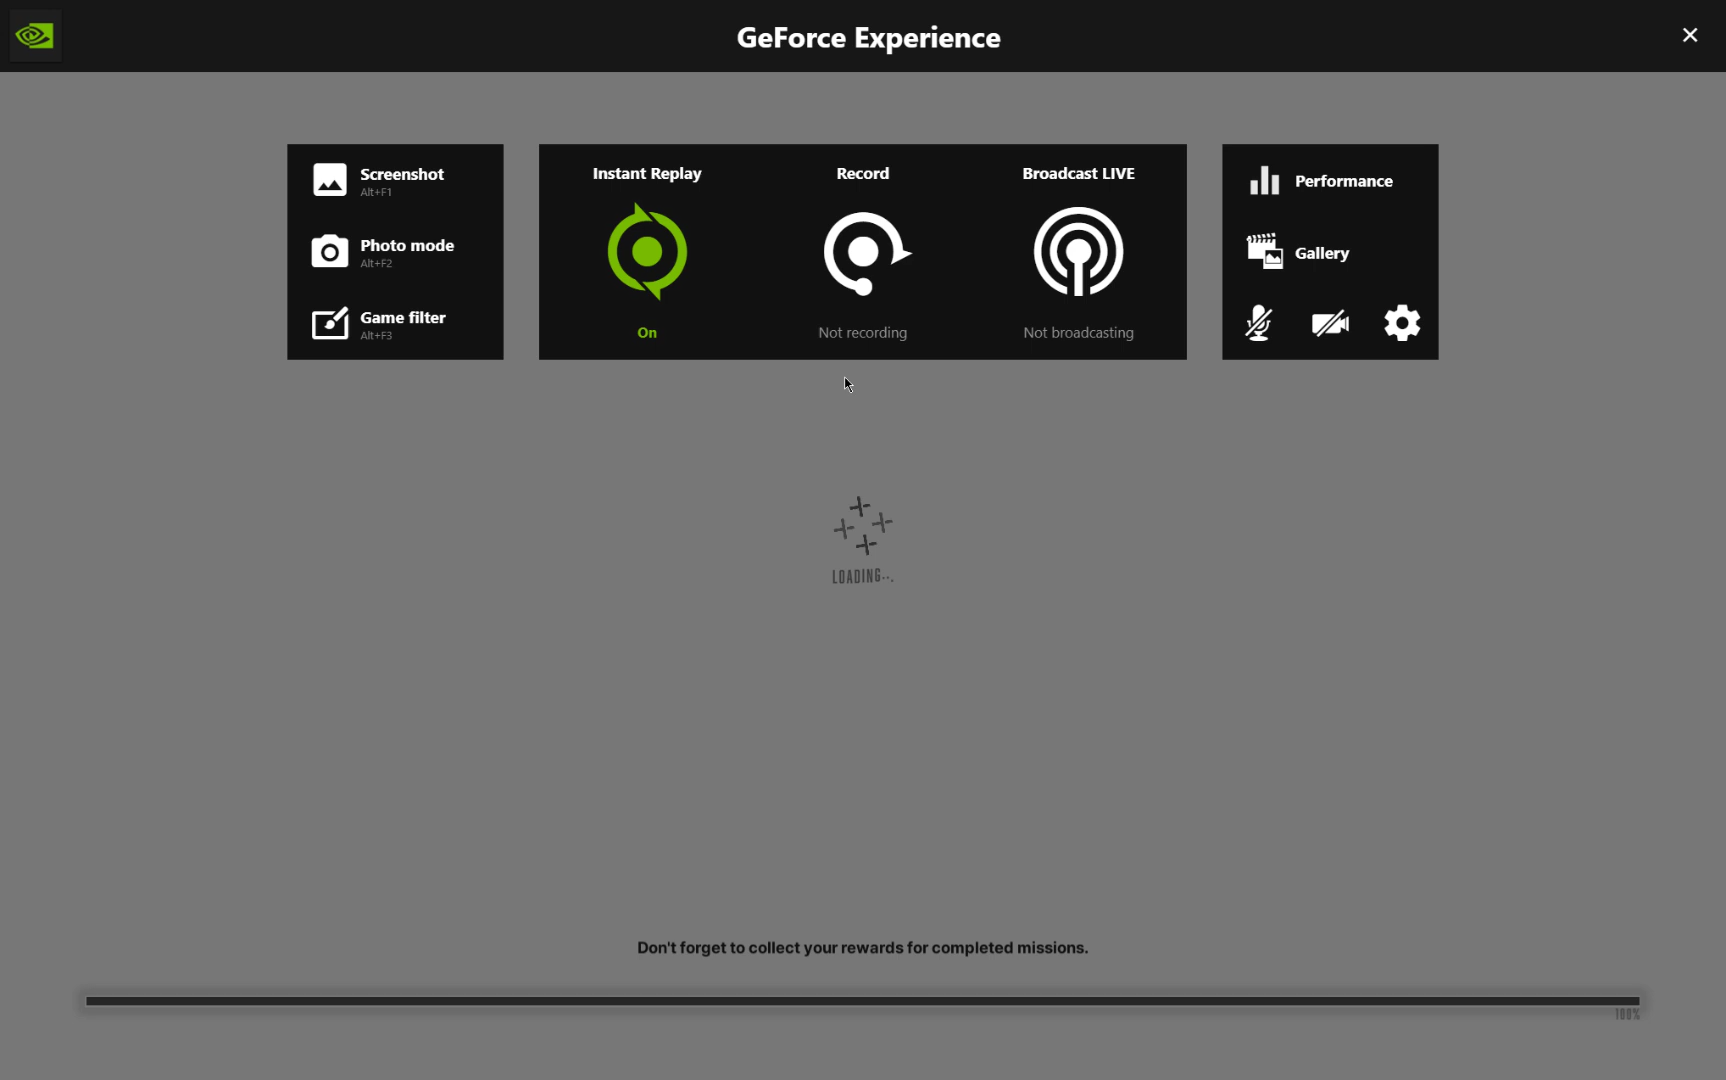 GeForce Experience
Screenshot
Alt+F1
Photo mode
Alt+F2
Game filter
Alt+F3
Instant Replay
On
Record
Not recording
Broadcast LIVE
Not broadcasting
Performance
Gallery
LOADING...
Don't forget to collect your rewards for completed missions.
100%